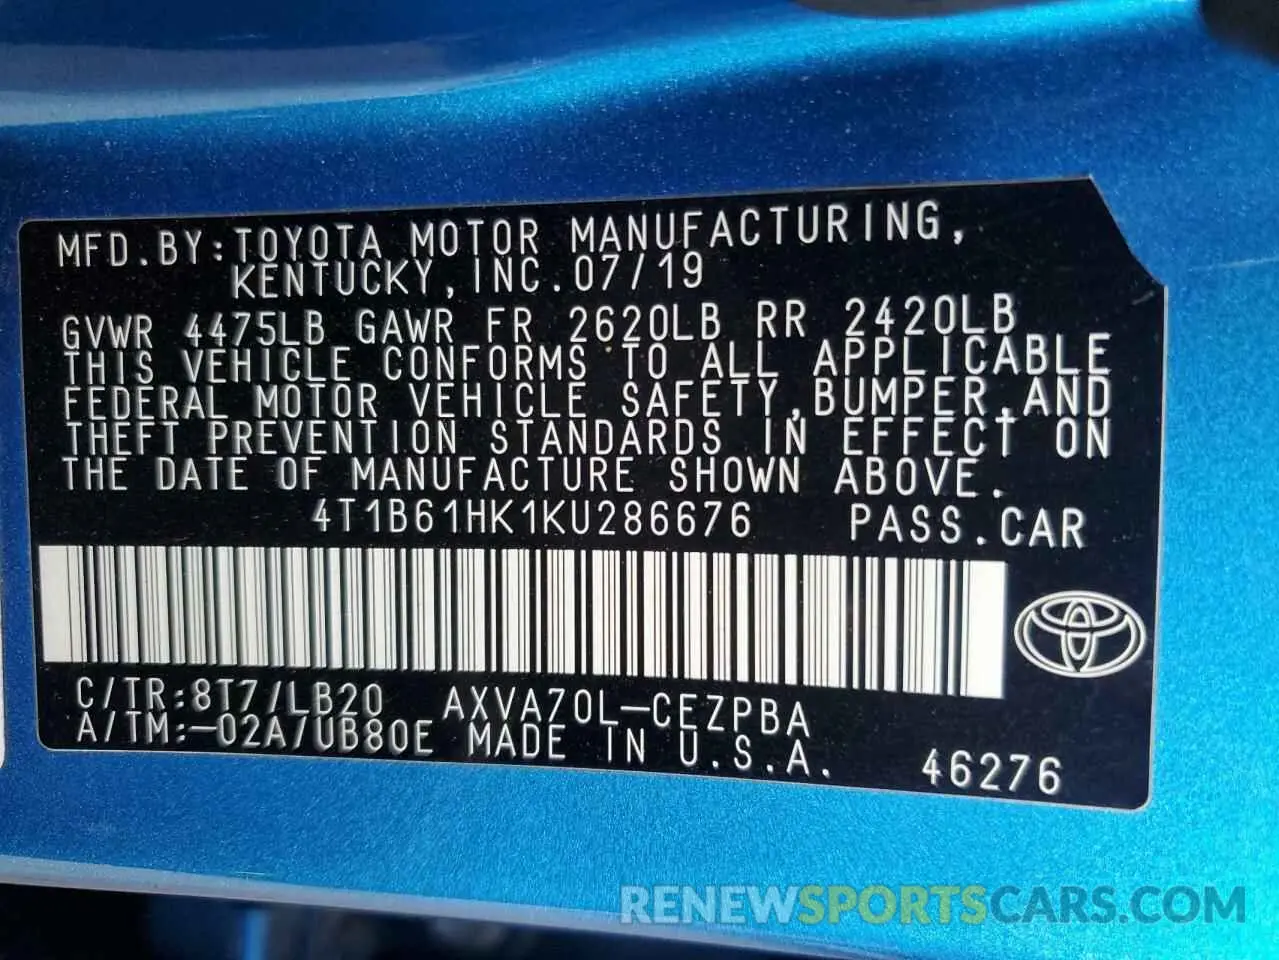 MFD.BY:TOYOTA MOTOR MANUFACTURING,
KENTUCKY,INC.07/19
GVWR 4475LB GAWR FR 2620LB RR 2420LB
THIS VEHICLE CONFORMS TO ALL APPLICABLE
FEDERAL MOTOR VEHICLE SAFETY,BUMPER,AND
THEFT PREVENTION STANDARDS IN EFFECT ON
THE DATE OF MANUFACTURE SHOWN ABOVE.
4T1B61HK1KU286676 PASS.CAR
C/TR:8T7/LB20 AXVA70L-CEZPBA
A/TM:-02A/UB80E MADE IN U.S.A. 46276
RENEWSPORTSCARS.COM